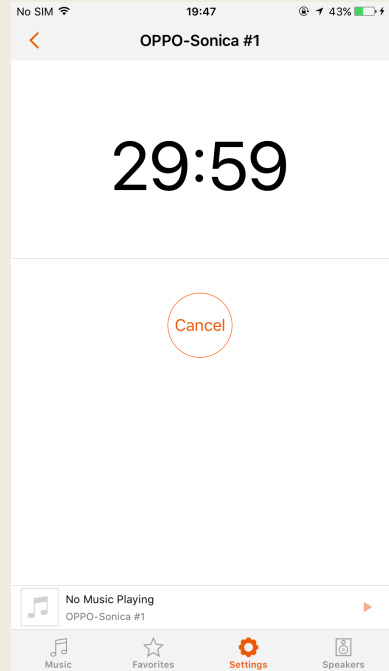 No SIM 19:47 43%
OPPO-Sonica #1
29:59
Cancel
No Music Playing
OPPO-Sonica #1
Music Favorites Settings Speakers